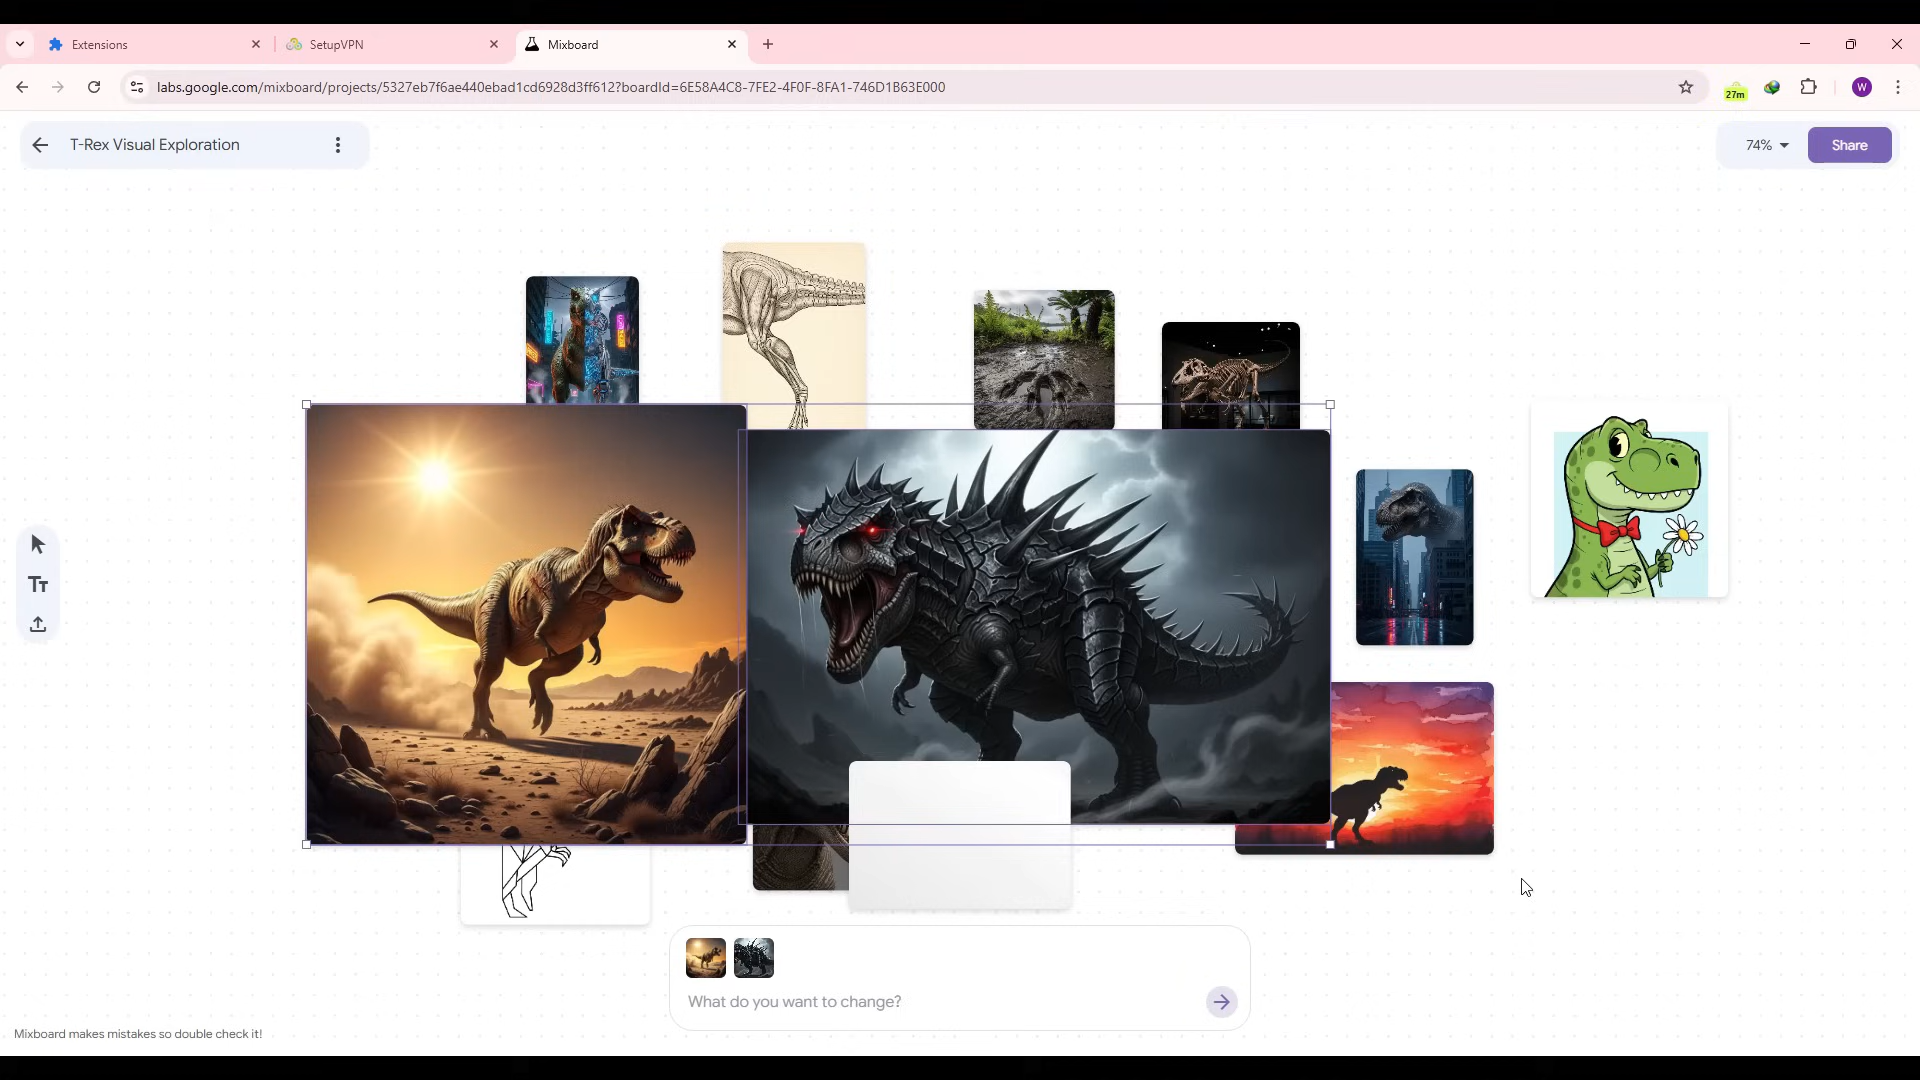 Extensions
SetupVPN
Mixboard
labs.google.com/mixboard/projects/5327eb7f6ae440ebad1cd6928d3ff612?boardId=6E58A4C8-7FE2-4F0F-8FA1-746D1B63E000
27m
W
T-Rex Visual Exploration
74%
Share
Tт
What do you want to change?
Mixboard makes mistakes so double check it!